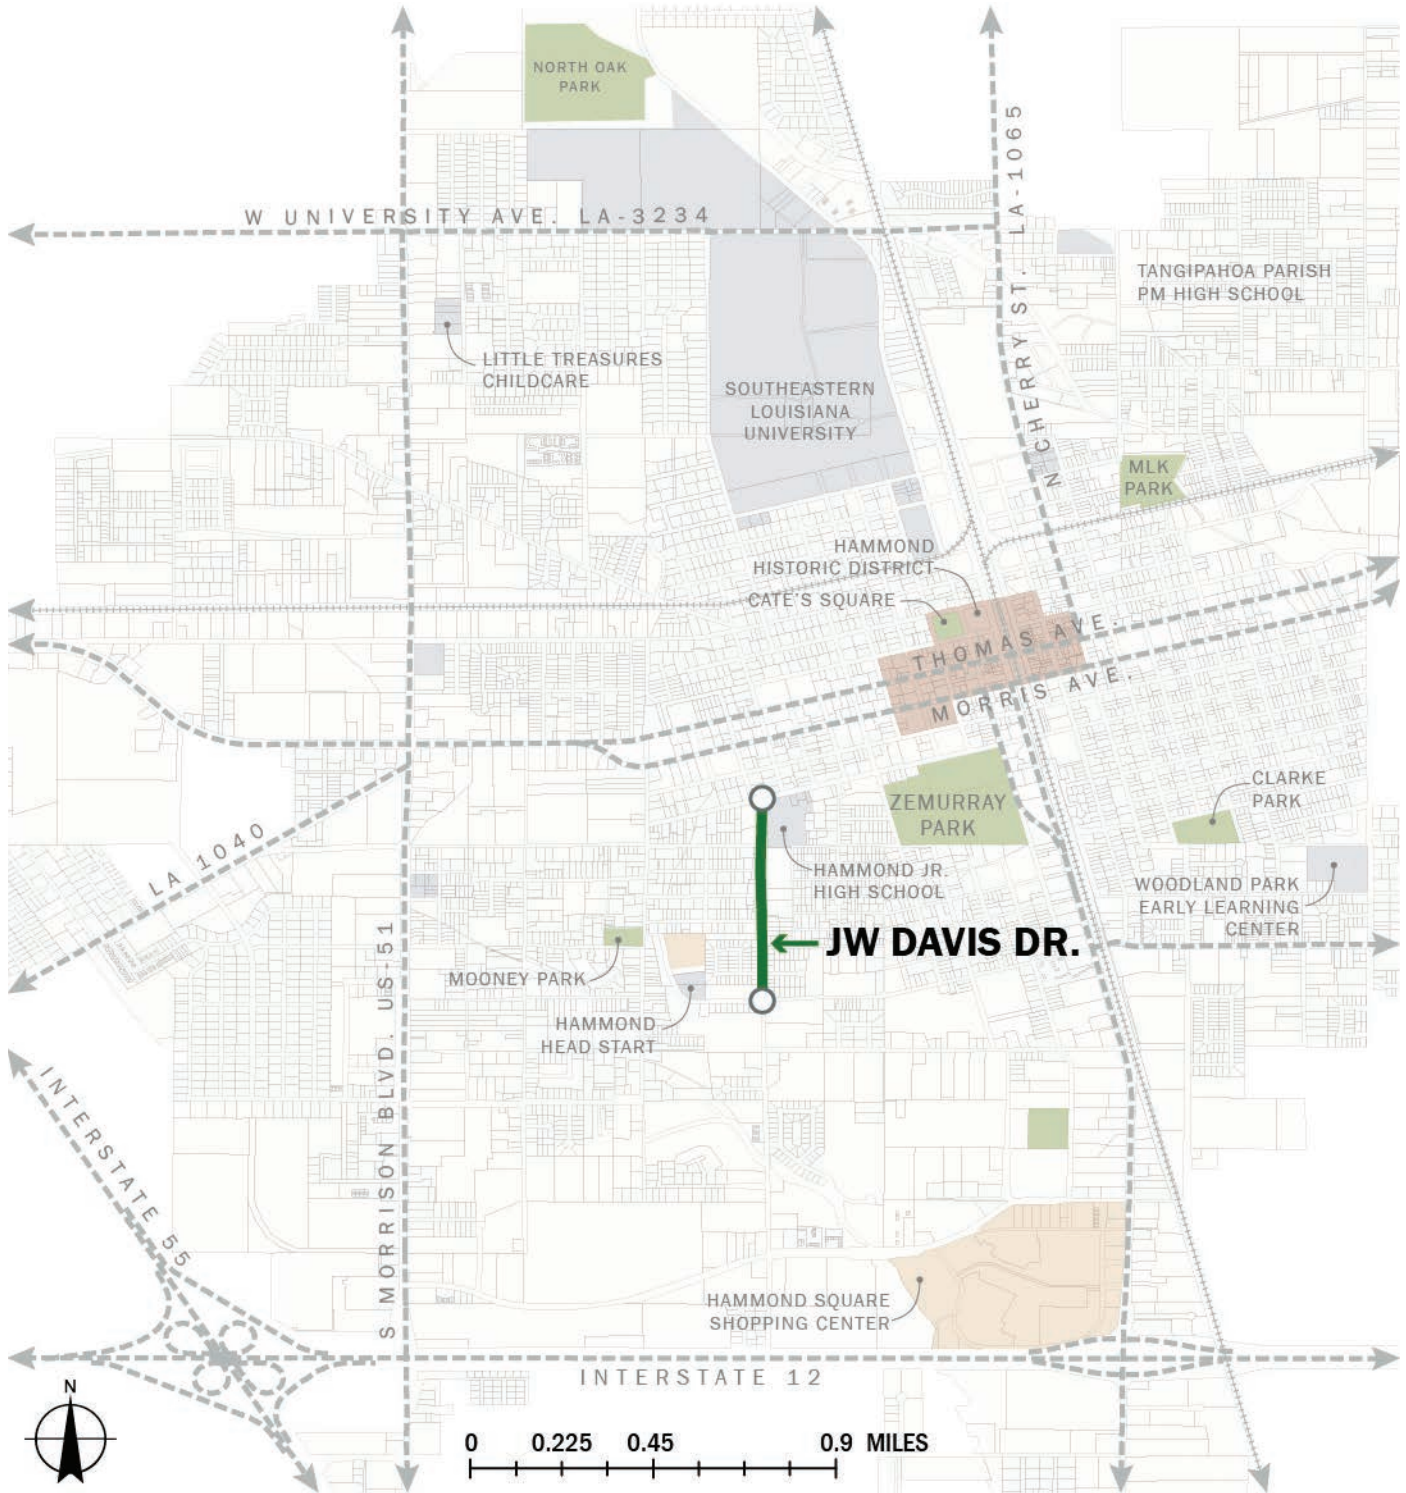 NORTH OAK
PARK
N CHERRY ST. LA-1065
W UNIVERSITY AVE. LA-3234
TANGIPAHOA PARISH
PM HIGH SCHOOL
LITTLE TREASURES
CHILDCARE
SOUTHEASTERN
LOUISIANA
UNIVERSITY
MLK
PARK
HAMMOND
HISTORIC DISTRICT
CATE'S SQUARE
THOMAS AVE.
MORRIS AVE.
CLARKE
PARK
ZEMURRAY
PARK
LA 1040
HAMMOND JR.
HIGH SCHOOL
WOODLAND PARK
EARLY LEARNING
CENTER
JW DAVIS DR.
MOONEY PARK
HAMMOND
HEAD START
S MORRISON BLVD. US-51
INTERSTATE 55
HAMMOND SQUARE
SHOPPING CENTER
INTERSTATE 12
N
0 0.225 0.45 0.9 MILES